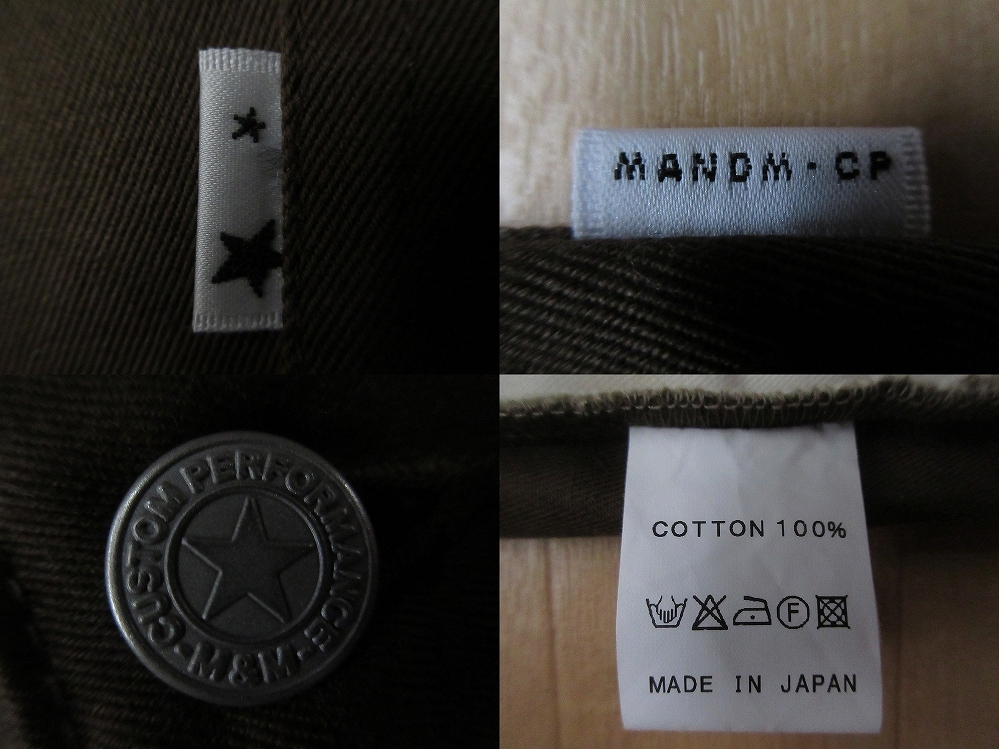 MANDM·CP
CUSTOM PERFORMANCE
·M&M·
COTTON 100%
F
MADE IN JAPAN